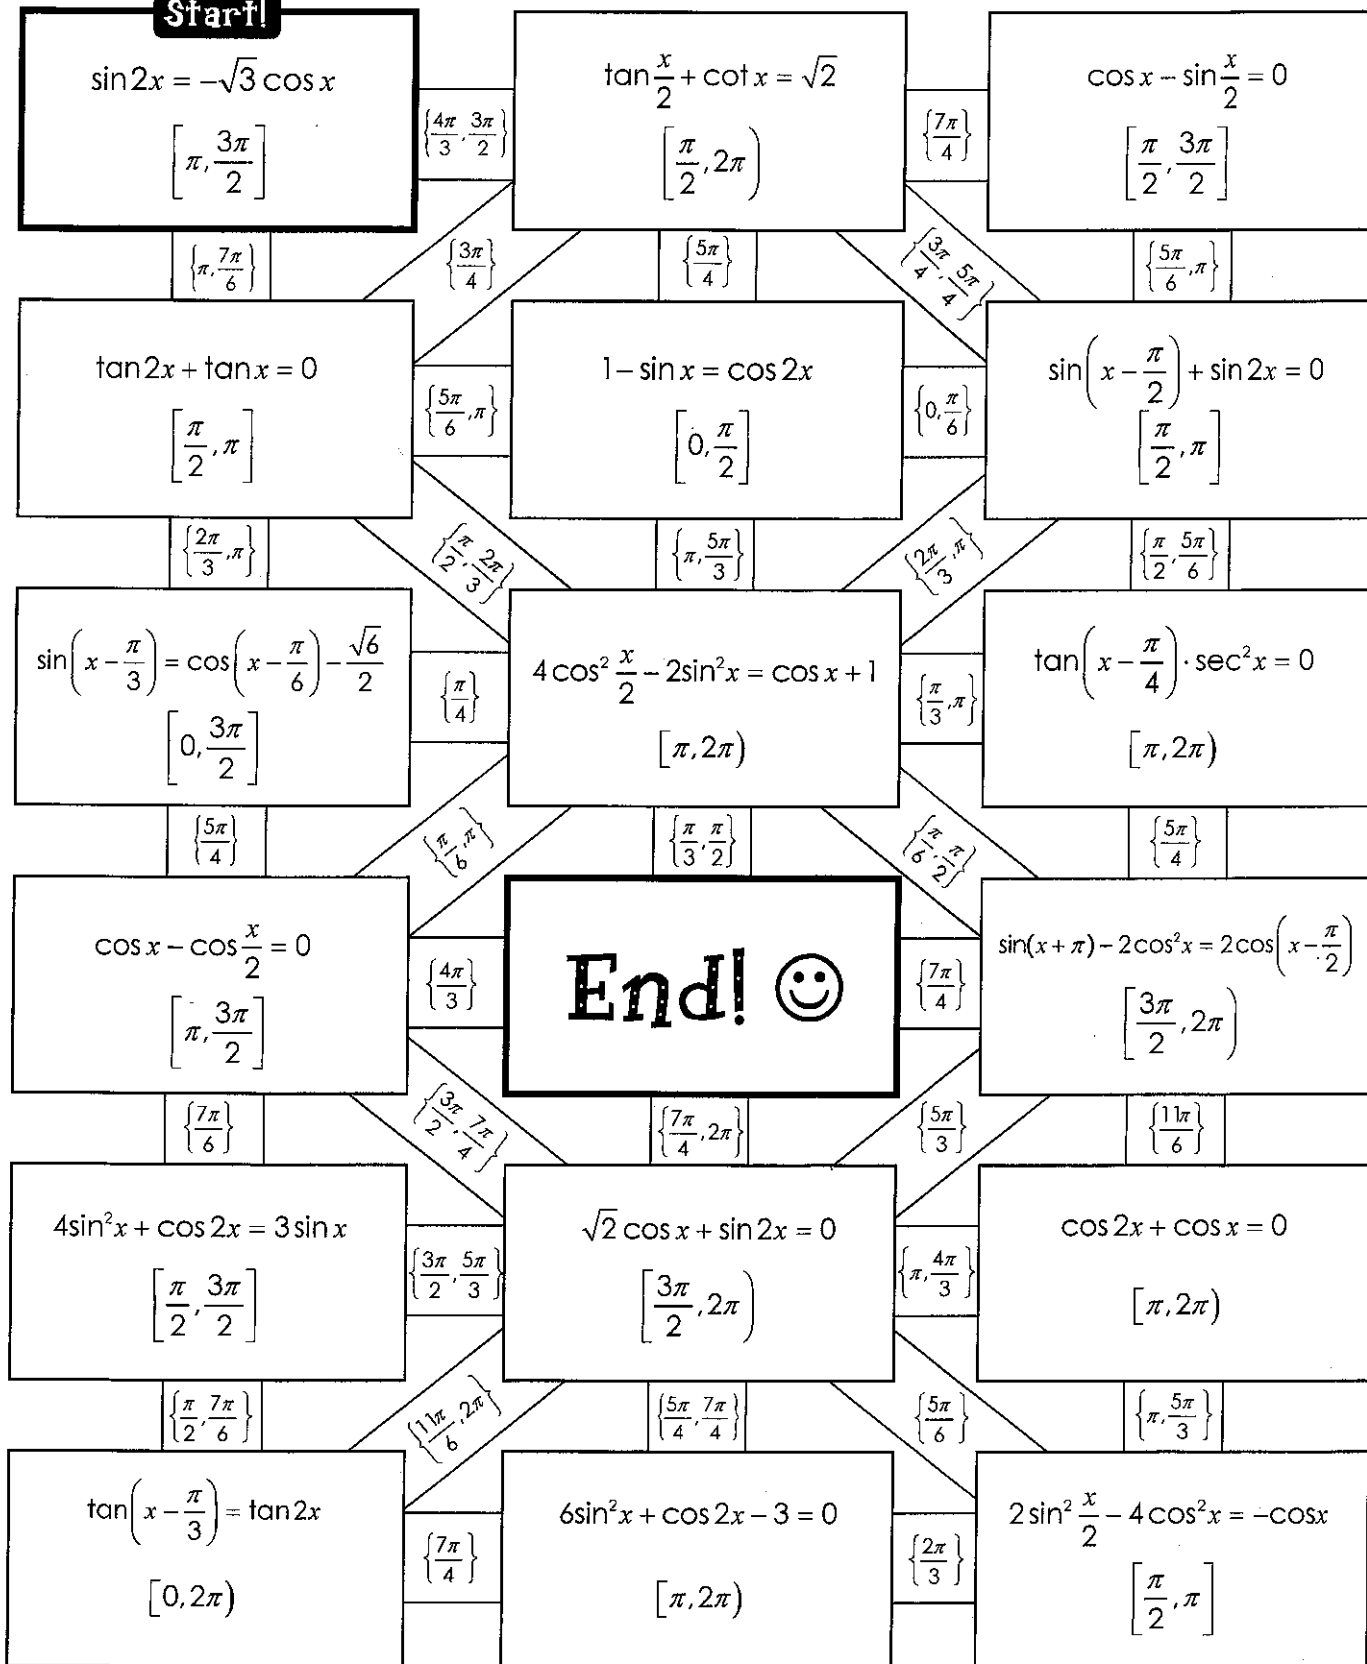 Start!
sin 2x = −√3 cos x
[π, 3π/2]
{4π/3, 3π/2}
tan x/2 + cot x = √2
[π/2, 2π)
{7π/4}
cos x − sin x/2 = 0
[π/2, 3π/2]
{π, 7π/6}
{3π/4}
{5π/4}
{3π/4, 5π/4}
{5π/6, π}
tan 2x + tan x = 0
[π/2, π]
{5π/6, π}
1 − sin x = cos 2x
[0, π/2]
{0, π/6}
sin(x − π/2) + sin 2x = 0
[π/2, π]
{2π/3, π}
{π/2, 2π/3}
{π, 5π/3}
{2π/3, π}
{π/2, 5π/6}
sin(x − π/3) = cos(x − π/6) − √6/2
[0, 3π/2]
{π/4}
4 cos² x/2 − 2sin²x = cos x + 1
[π, 2π)
{π/3, π}
tan(x − π/4) · sec²x = 0
[π, 2π)
{5π/4}
{π/6, π}
{π/3, π/2}
{π/6, π/2}
{5π/4}
cos x − cos x/2 = 0
[π, 3π/2]
{4π/3}
End!
{7π/4}
sin(x + π) − 2cos²x = 2cos(x − π/2)
[3π/2, 2π)
{7π/6}
{3π/2, 7π/4}
{7π/4, 2π}
{5π/3}
{11π/6}
4sin²x + cos 2x = 3 sin x
[π/2, 3π/2]
{3π/2, 5π/3}
√2 cos x + sin 2x = 0
[3π/2, 2π)
{π, 4π/3}
cos 2x + cos x = 0
[π, 2π)
{π/2, 7π/6}
{11π/6, 2π}
{5π/4, 7π/4}
{5π/6}
{π, 5π/3}
tan(x − π/3) = tan 2x
[0, 2π)
{7π/4}
6sin²x + cos 2x − 3 = 0
[π, 2π)
{2π/3}
2 sin² x/2 − 4 cos²x = −cosx
[π/2, π]